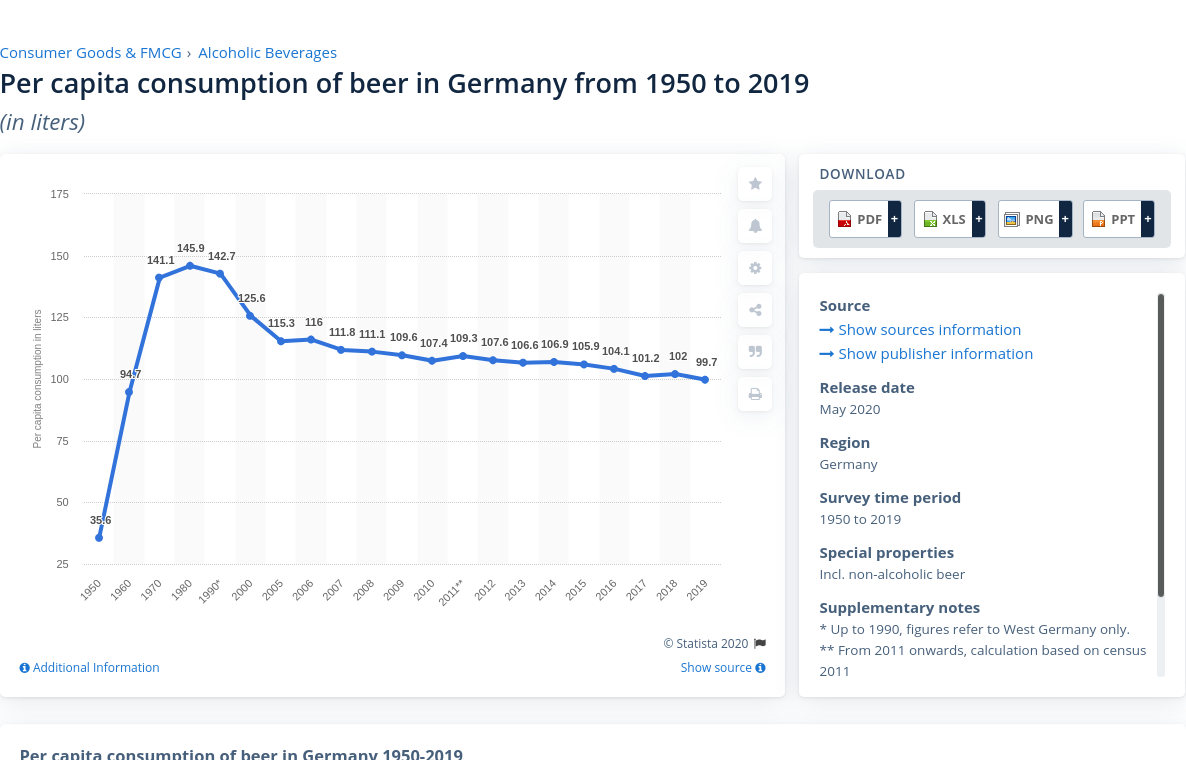 Consumer Goods & FMCG › Alcoholic Beverages
Per capita consumption of beer in Germany from 1950 to 2019
(in liters)
175
150
125
100
75
50
25
Per capita consumption in liters
35.6
94.7
141.1
145.9
142.7
125.6
115.3
116
111.8
111.1
109.6
107.4
109.3
107.6
106.6
106.9
105.9
104.1
101.2
102
99.7
1950
1960
1970
1980
1990*
2000
2005
2006
2007
2008
2009
2010
2011**
2012
2013
2014
2015
2016
2017
2018
2019
© Statista 2020
Additional Information
Show source
DOWNLOAD
PDF +
XLS +
PNG +
PPT +
Source
Show sources information
Show publisher information
Release date
May 2020
Region
Germany
Survey time period
1950 to 2019
Special properties
Incl. non-alcoholic beer
Supplementary notes
* Up to 1990, figures refer to West Germany only.
** From 2011 onwards, calculation based on census
2011
Per capita consumption of beer in Germany 1950-2019